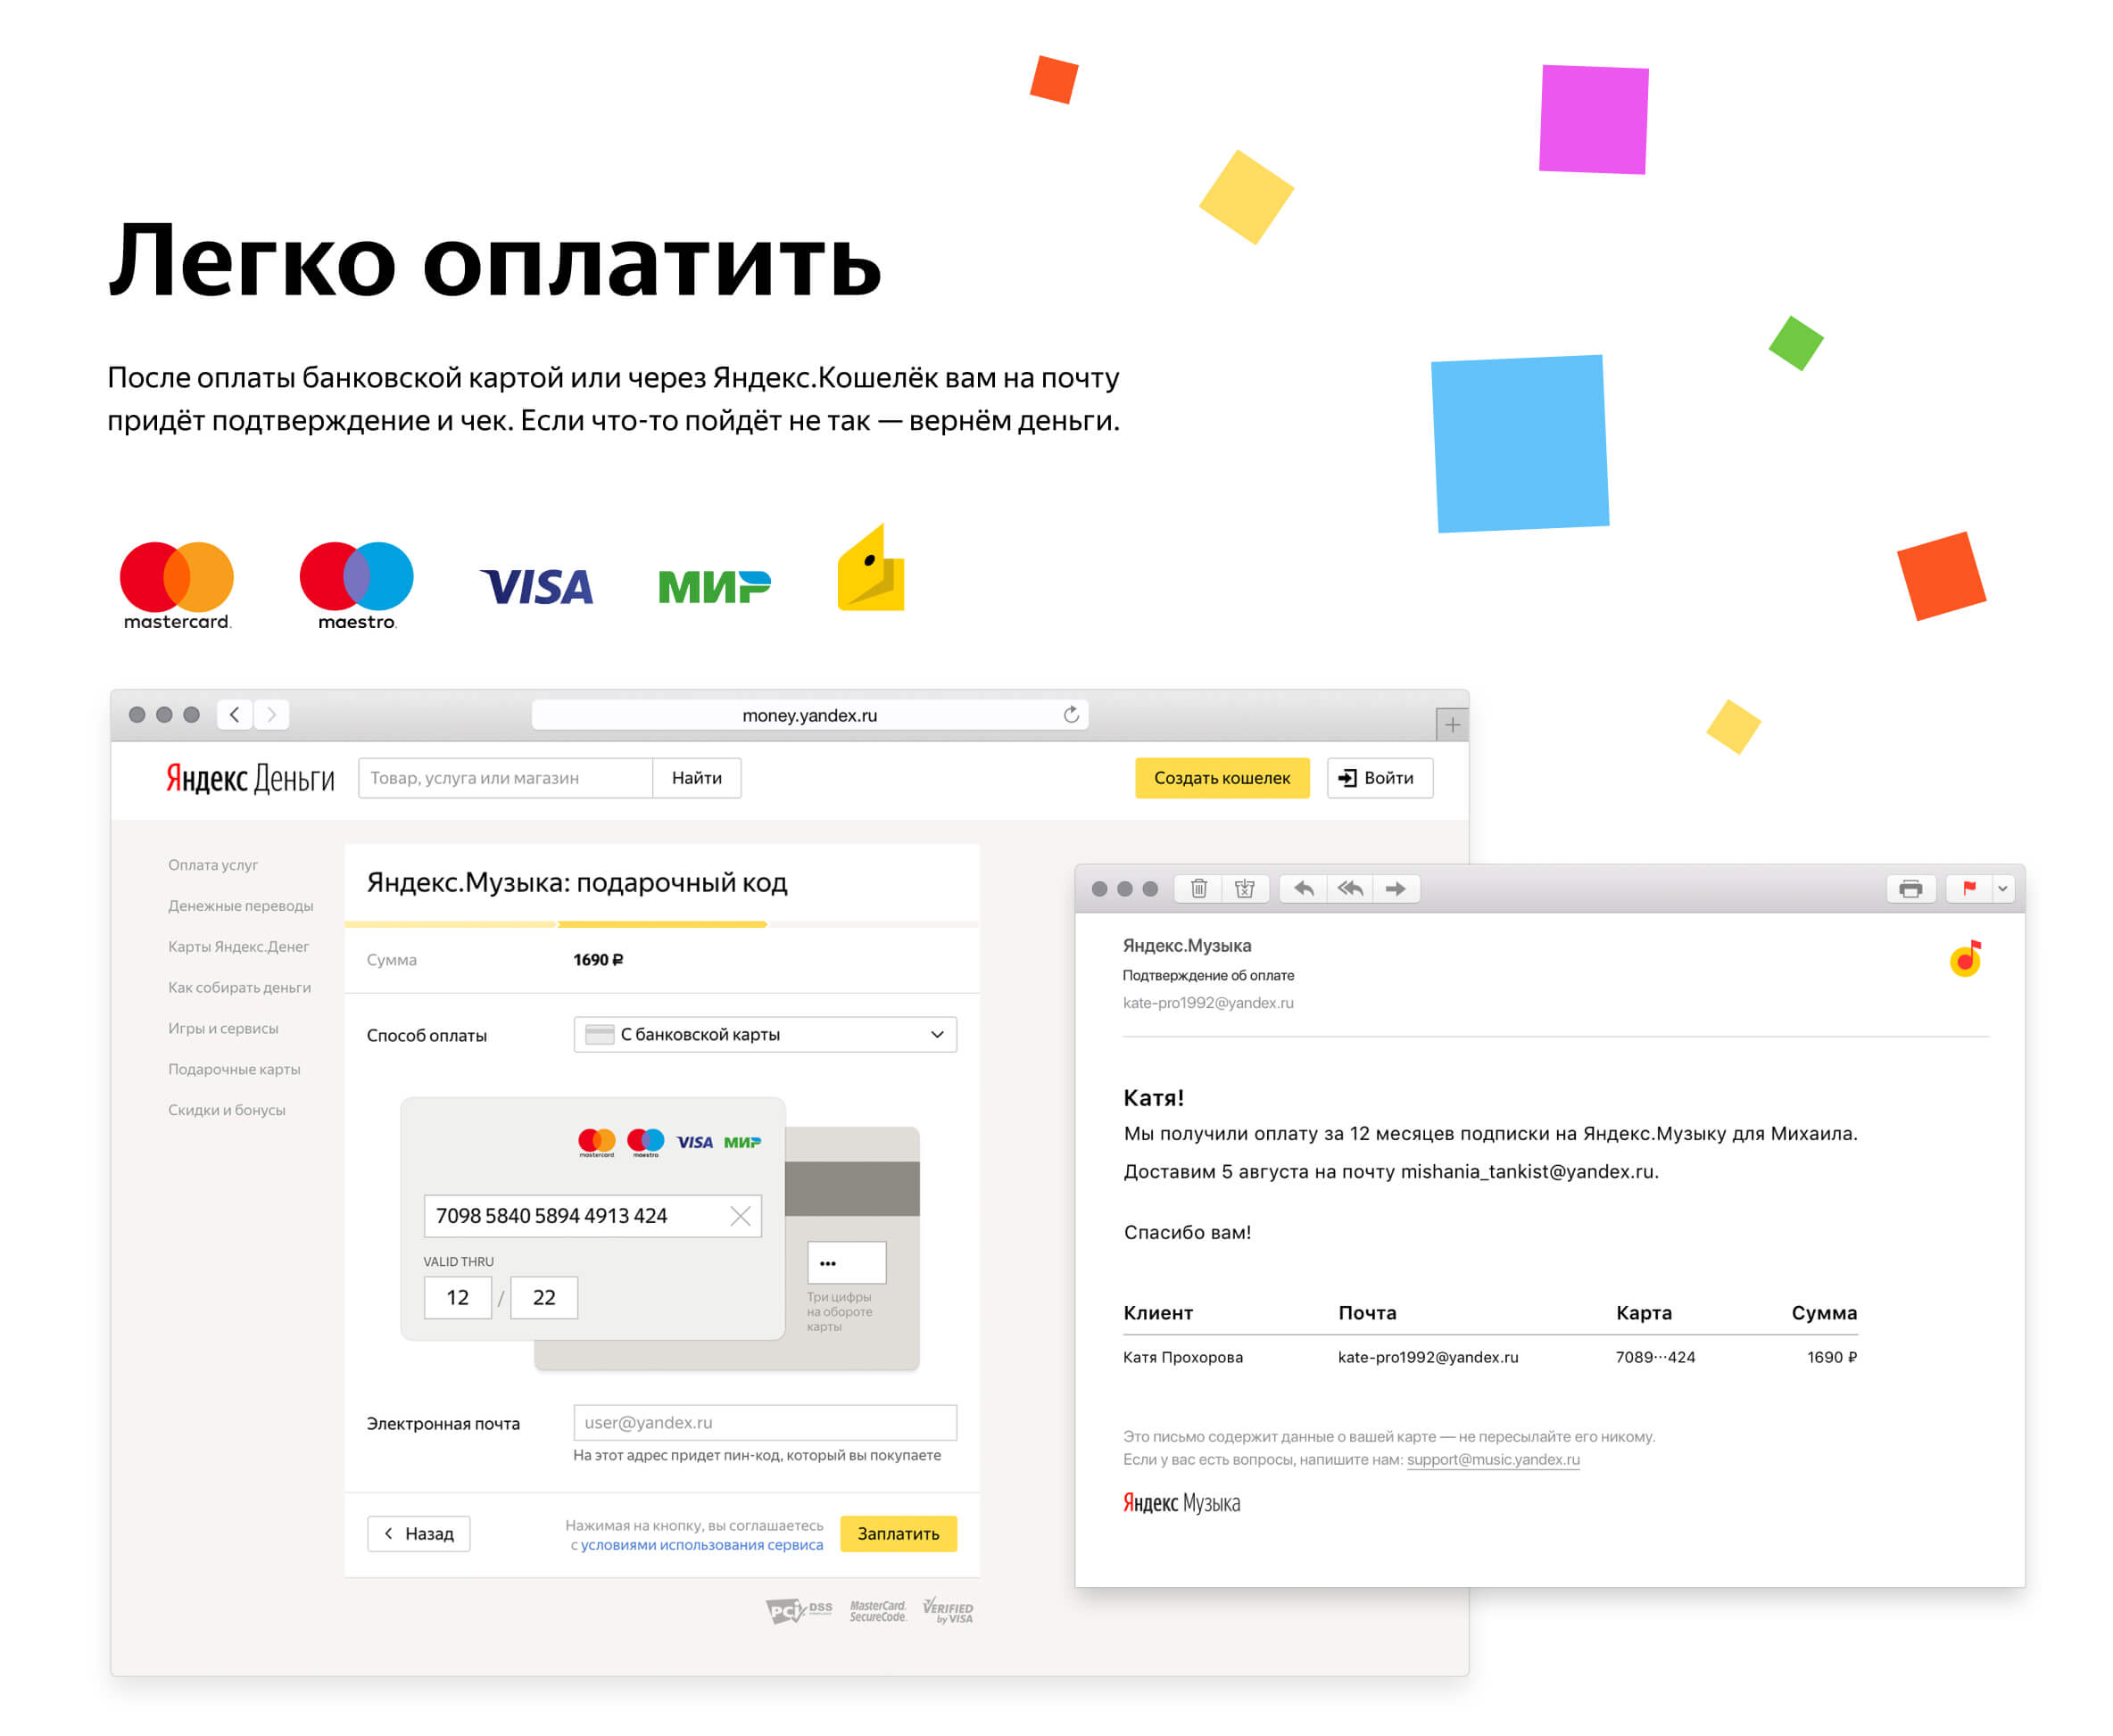 Легко оплатить
После оплаты банковской картой или через Яндекс.Кошелёк вам на почту
придёт подтверждение и чек. Если что-то пойдёт не так — вернём деньги.
mastercard.
maestro.
VISA
МИР
money.yandex.ru
Яндекс Деньги
Товар, услуга или магазин
Найти
Создать кошелек
Войти
Оплата услуг
Денежные переводы
Карты Яндекс.Денег
Как собирать деньги
Игры и сервисы
Подарочные карты
Скидки и бонусы
Яндекс.Музыка: подарочный код
Сумма
1690 ₽
Способ оплаты
С банковской карты
mastercard
maestro
VISA
МИР
7098 5840 5894 4913 424
VALID THRU
12 / 22
•••
Три цифры
на обороте
карты
Электронная почта
user@yandex.ru
На этот адрес придет пин-код, который вы покупаете
Назад
Нажимая на кнопку, вы соглашаетесь
с условиями использования сервиса
Заплатить
PCI DSS
MasterCard.
SecureCode.
VERIFIED
by VISA
Яндекс.Музыка
Подтверждение об оплате
kate-pro1992@yandex.ru
Катя!
Мы получили оплату за 12 месяцев подписки на Яндекс.Музыку для Михаила.
Доставим 5 августа на почту mishania_tankist@yandex.ru.
Спасибо вам!
Клиент Почта Карта Сумма
Катя Прохорова kate-pro1992@yandex.ru 7089···424 1690 ₽
Это письмо содержит данные о вашей карте — не пересылайте его никому.
Если у вас есть вопросы, напишите нам: support@music.yandex.ru
Яндекс Музыка